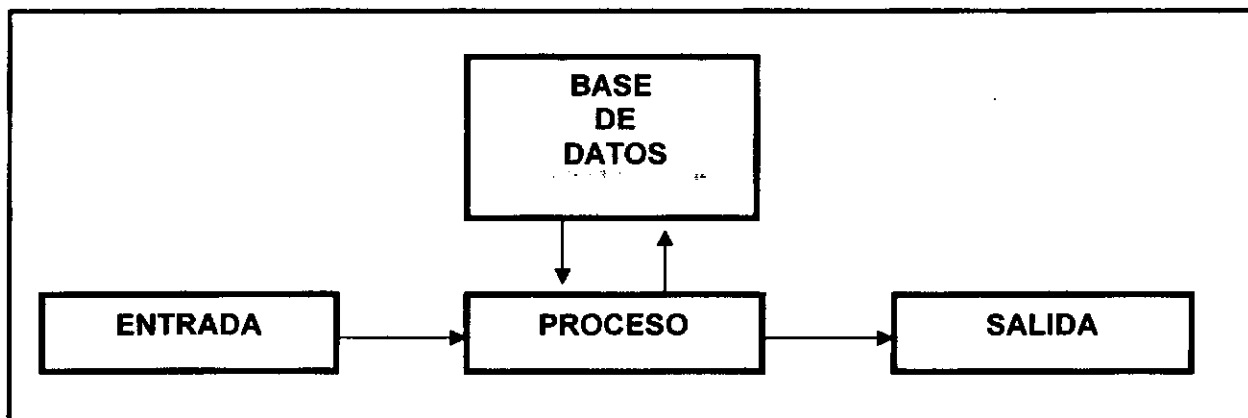 BASE
DE
DATOS
ENTRADA
PROCESO
SALIDA